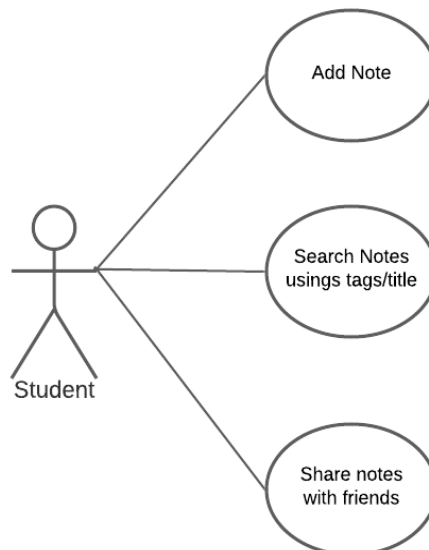 Add Note
Search Notes
usings tags/title
Student
Share notes
with friends